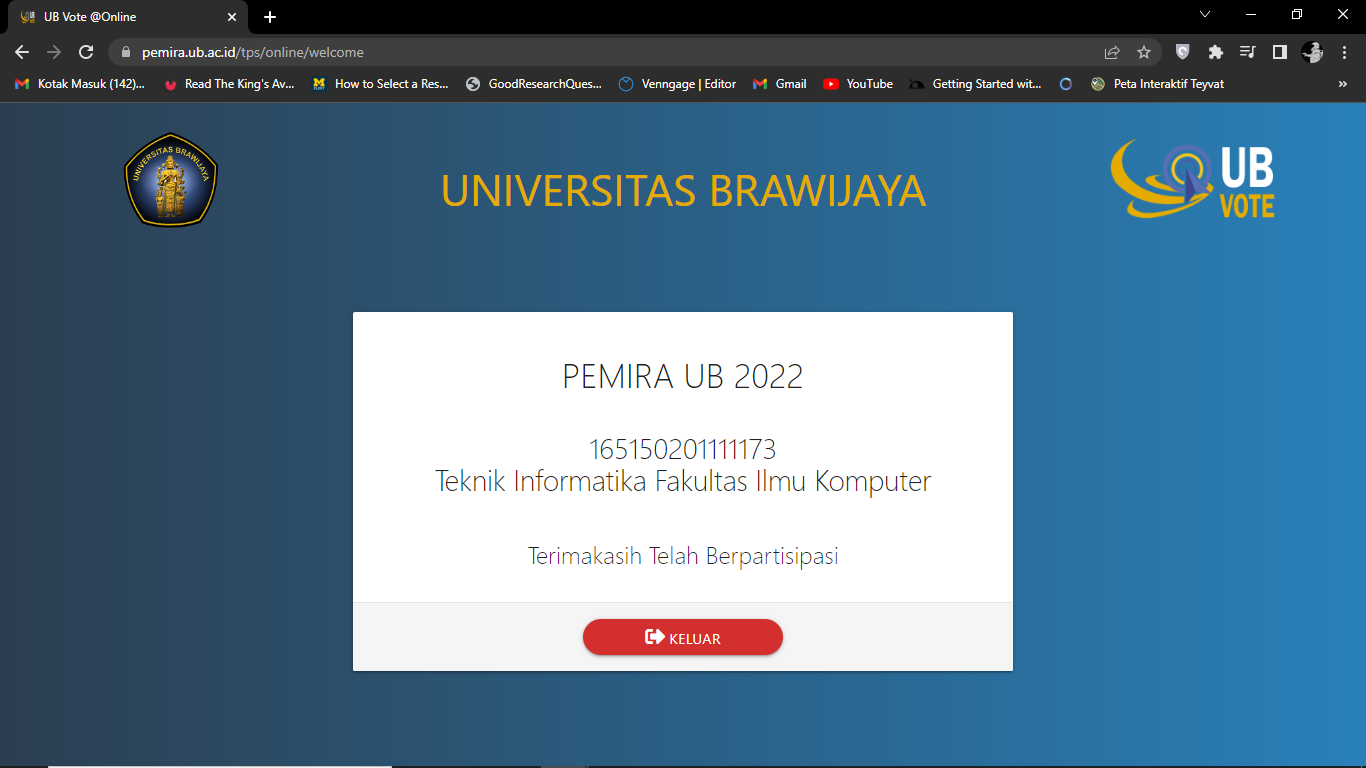 UB Vote @Online
pemira.ub.ac.id/tps/online/welcome
Kotak Masuk (142)...
Read The King's Av...
How to Select a Res...
GoodResearchQues...
Venngage | Editor
Gmail
YouTube
Getting Started wit...
Peta Interaktif Teyvat
UNIVERSITAS BRAWIJAYA
UNIVERSITAS BRAWIJAYA
UB
VOTE
PEMIRA UB 2022
165150201111173
Teknik Informatika Fakultas Ilmu Komputer
Terimakasih Telah Berpartisipasi
KELUAR